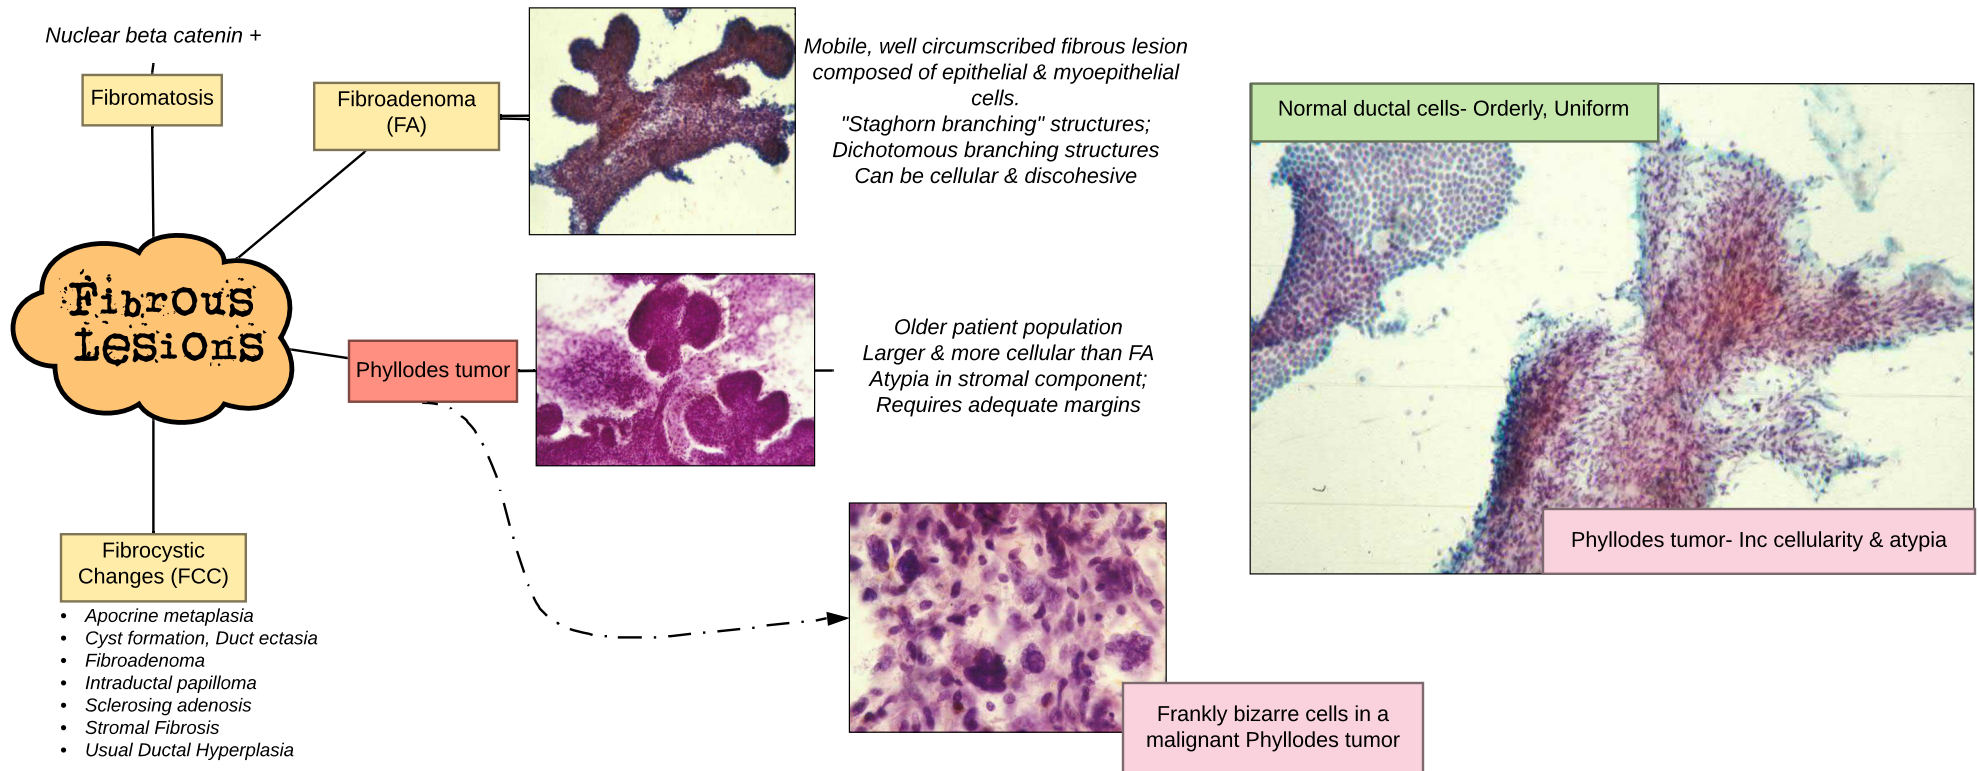 Nuclear beta catenin +
Fibromatosis
Fibroadenoma
(FA)
Mobile, well circumscribed fibrous lesion
composed of epithelial & myoepithelial
cells.
"Staghorn branching" structures;
Dichotomous branching structures
Can be cellular & discohesive
Normal ductal cells- Orderly, Uniform
Fibrous
Lesions
Phyllodes tumor
Older patient population
Larger & more cellular than FA
Atypia in stromal component;
Requires adequate margins
Phyllodes tumor- Inc cellularity & atypia
Fibrocystic
Changes (FCC)
• Apocrine metaplasia
• Cyst formation, Duct ectasia
• Fibroadenoma
• Intraductal papilloma
• Sclerosing adenosis
• Stromal Fibrosis
• Usual Ductal Hyperplasia
Frankly bizarre cells in a
malignant Phyllodes tumor